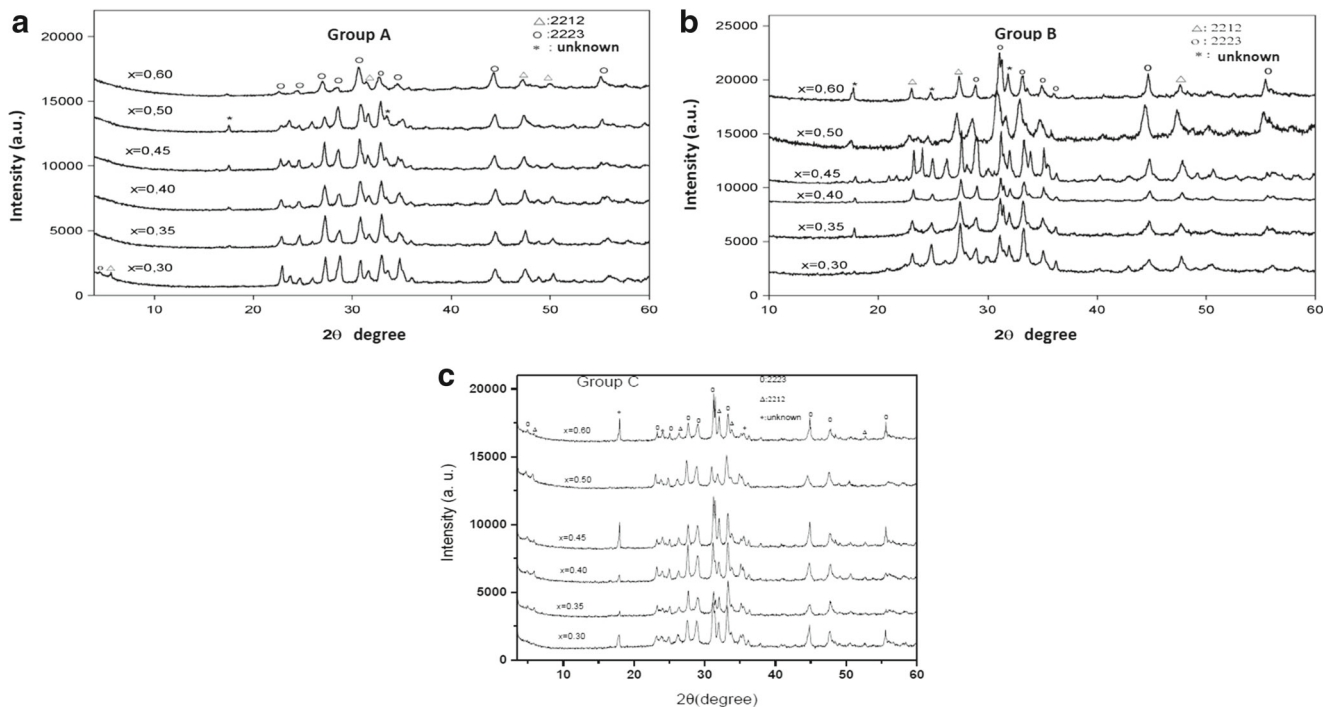 a
Group A
△:2212
○:2223
* : unknown
20000
15000
10000
5000
0
Intensity (a.u.)
x=0,60
x=0,50
x=0,45
x=0,40
x=0,35
x=0,30
10 20 30 40 50 60
2θ degree
b
Group B
△: 2212
○: 2223
* : unknown
25000
20000
15000
10000
5000
0
Intensity (a.u.)
x=0,60
x=0,50
x=0,45
x=0,40
x=0,35
x=0,30
10 20 30 40 50 60
2θ degree
c
Group C
0:2223
Δ:2212
+:unknown
20000
15000
10000
5000
0
Intensity (a. u.)
x=0.60
x=0.50
x=0.45
x=0.40
x=0.35
x=0.30
10 20 30 40 50 60
2θ(degree)